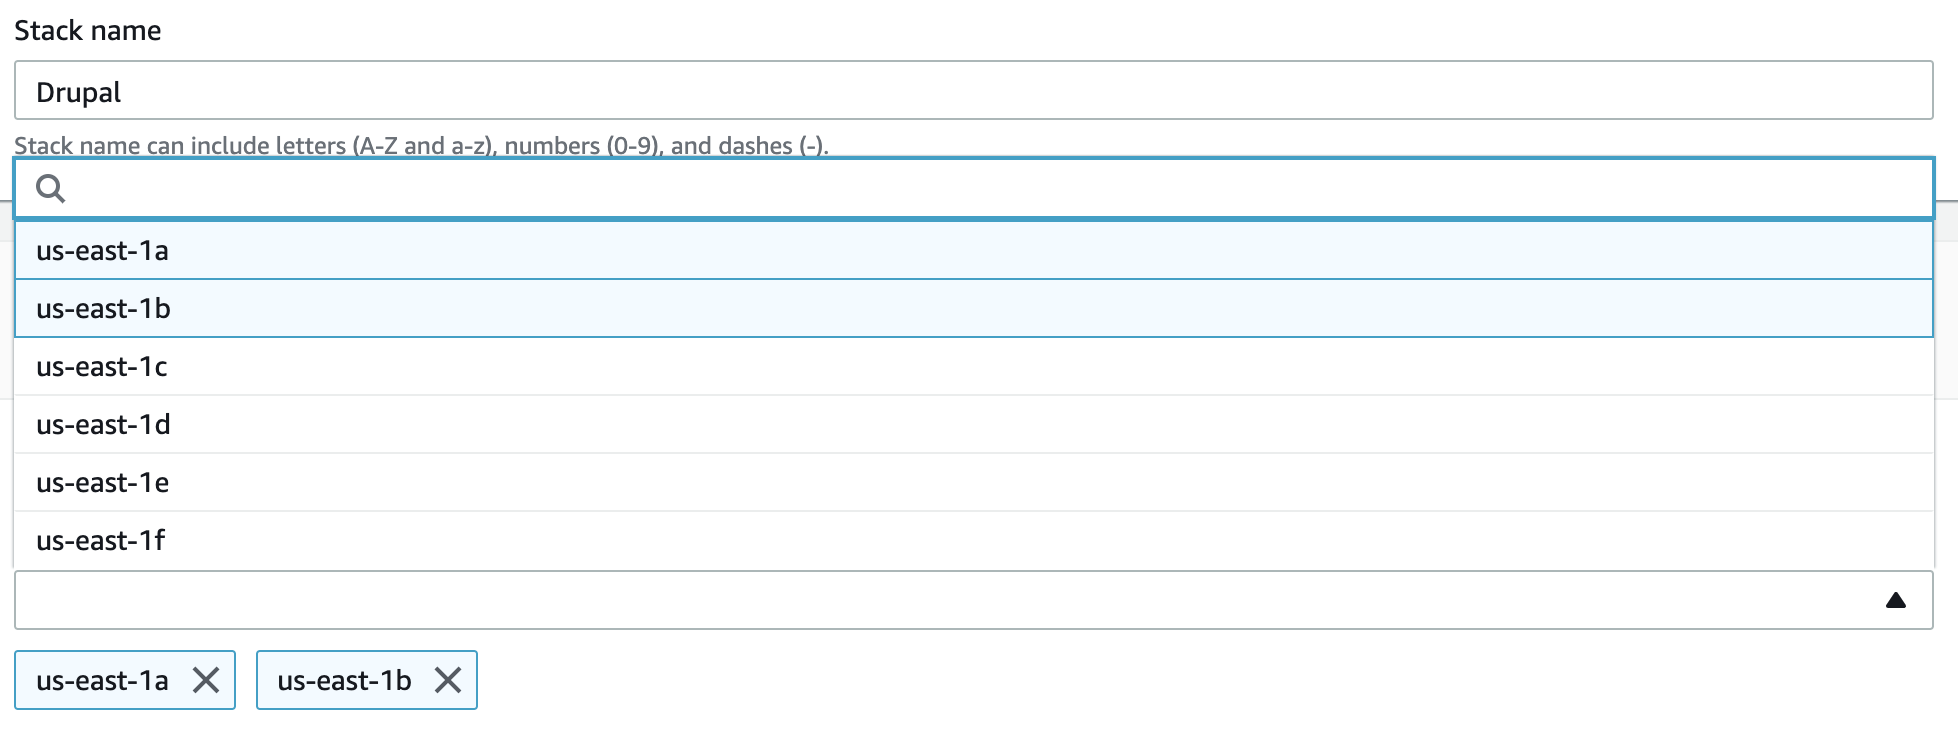 Stack name
Drupal
Stack name can include letters (A-Z and a-z), numbers (0-9), and dashes (-).
us-east-1a
us-east-1b
us-east-1c
us-east-1d
us-east-1e
us-east-1f
us-east-1a us-east-1b